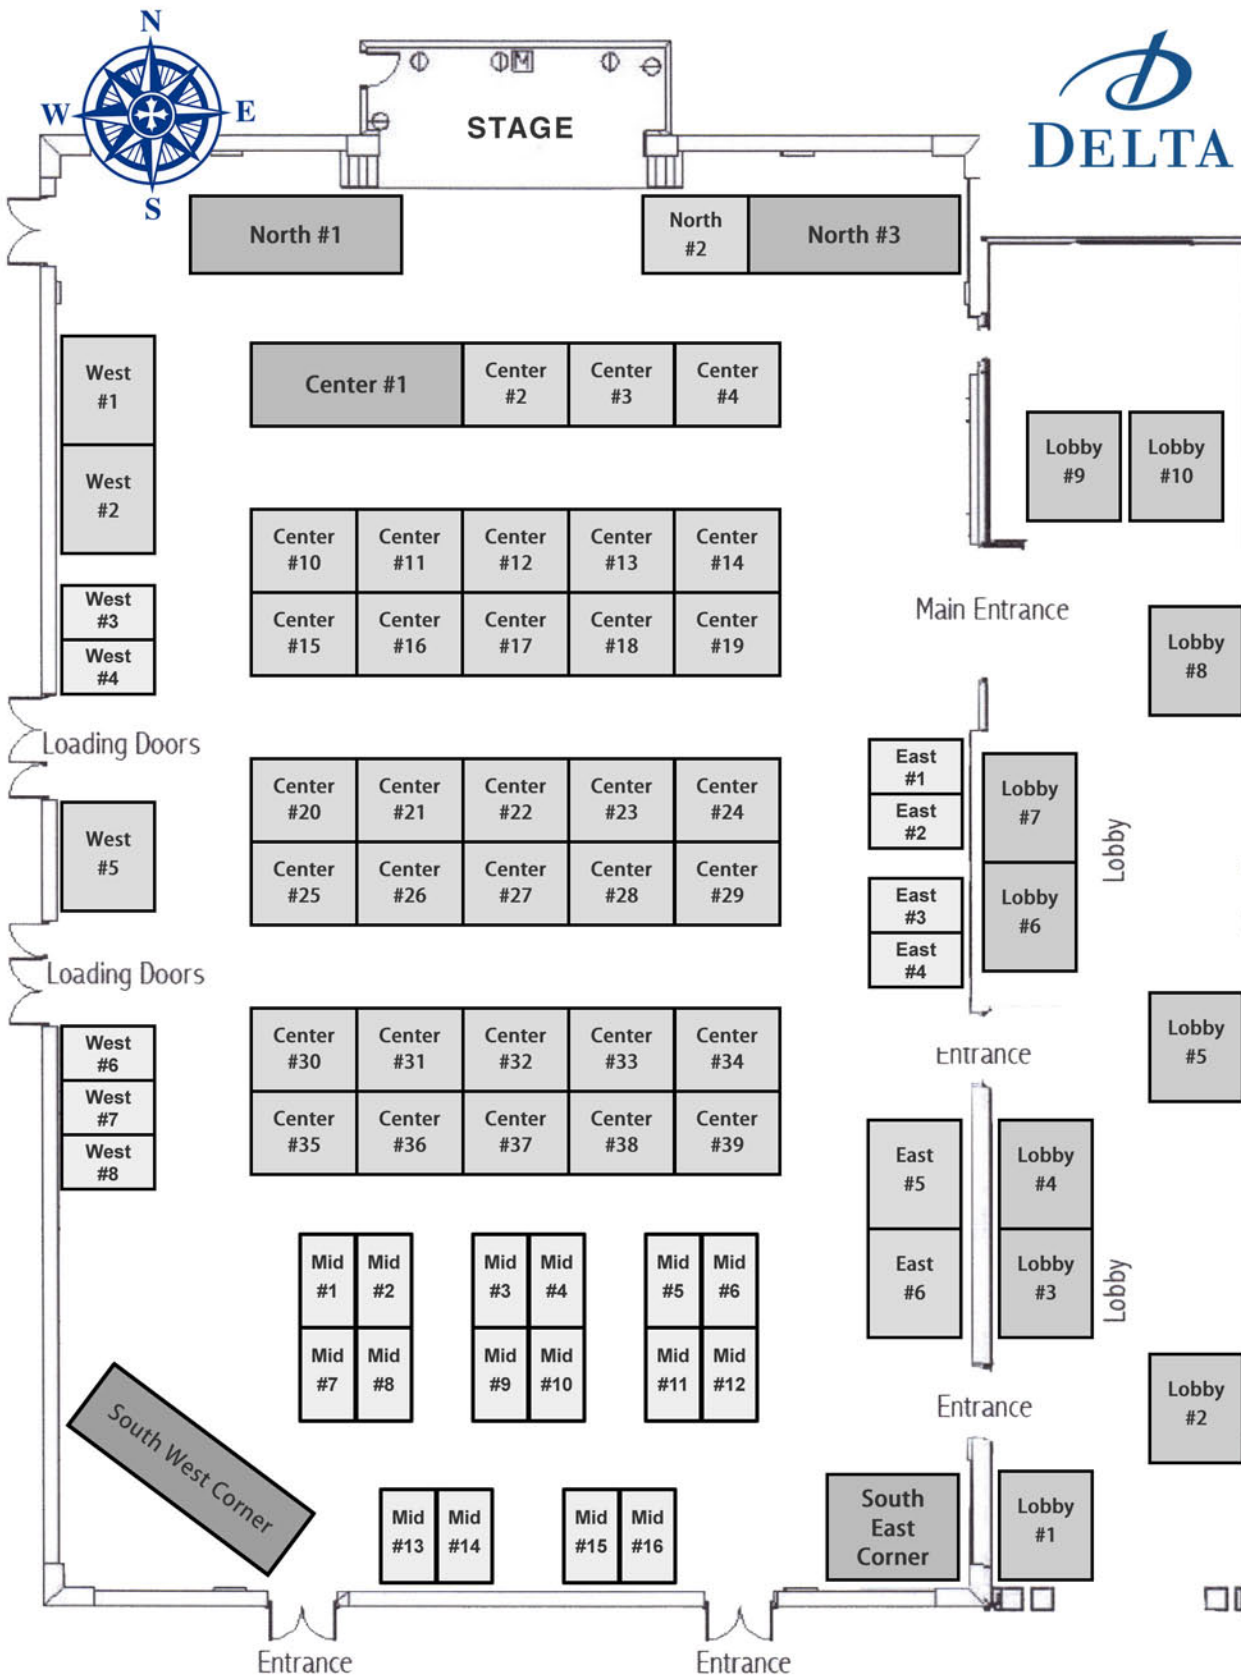 N
W
E
S
STAGE
M
DELTA
North #1
North
#2
North #3
West
#1
Center #1
Center
#2
Center
#3
Center
#4
West
#2
Lobby
#9
Lobby
#10
Center
#10
Center
#11
Center
#12
Center
#13
Center
#14
West
#3
West
#4
Center
#15
Center
#16
Center
#17
Center
#18
Center
#19
Main Entrance
Lobby
#8
Loading Doors
East
#1
East
#2
Lobby
#7
Center
#20
Center
#21
Center
#22
Center
#23
Center
#24
West
#5
Lobby
Center
#25
Center
#26
Center
#27
Center
#28
Center
#29
East
#3
East
#4
Lobby
#6
Loading Doors
West
#6
West
#7
West
#8
Center
#30
Center
#31
Center
#32
Center
#33
Center
#34
Entrance
Lobby
#5
Center
#35
Center
#36
Center
#37
Center
#38
Center
#39
East
#5
Lobby
#4
East
#6
Lobby
#3
Lobby
Mid
#1
Mid
#2
Mid
#3
Mid
#4
Mid
#5
Mid
#6
Mid
#7
Mid
#8
Mid
#9
Mid
#10
Mid
#11
Mid
#12
Entrance
Lobby
#2
South West Corner
Mid
#13
Mid
#14
Mid
#15
Mid
#16
South
East
Corner
Lobby
#1
Entrance
Entrance